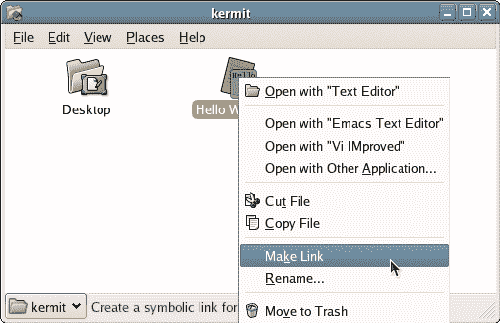 kermit
File Edit View Places Help
Desktop
Hello
Hello W
Open with "Text Editor"
Open with "Emacs Text Editor"
Open with "Vi IMproved"
Open with Other Application...
Cut File
Copy File
Make Link
Rename...
Move to Trash
kermit
Create a symbolic link for